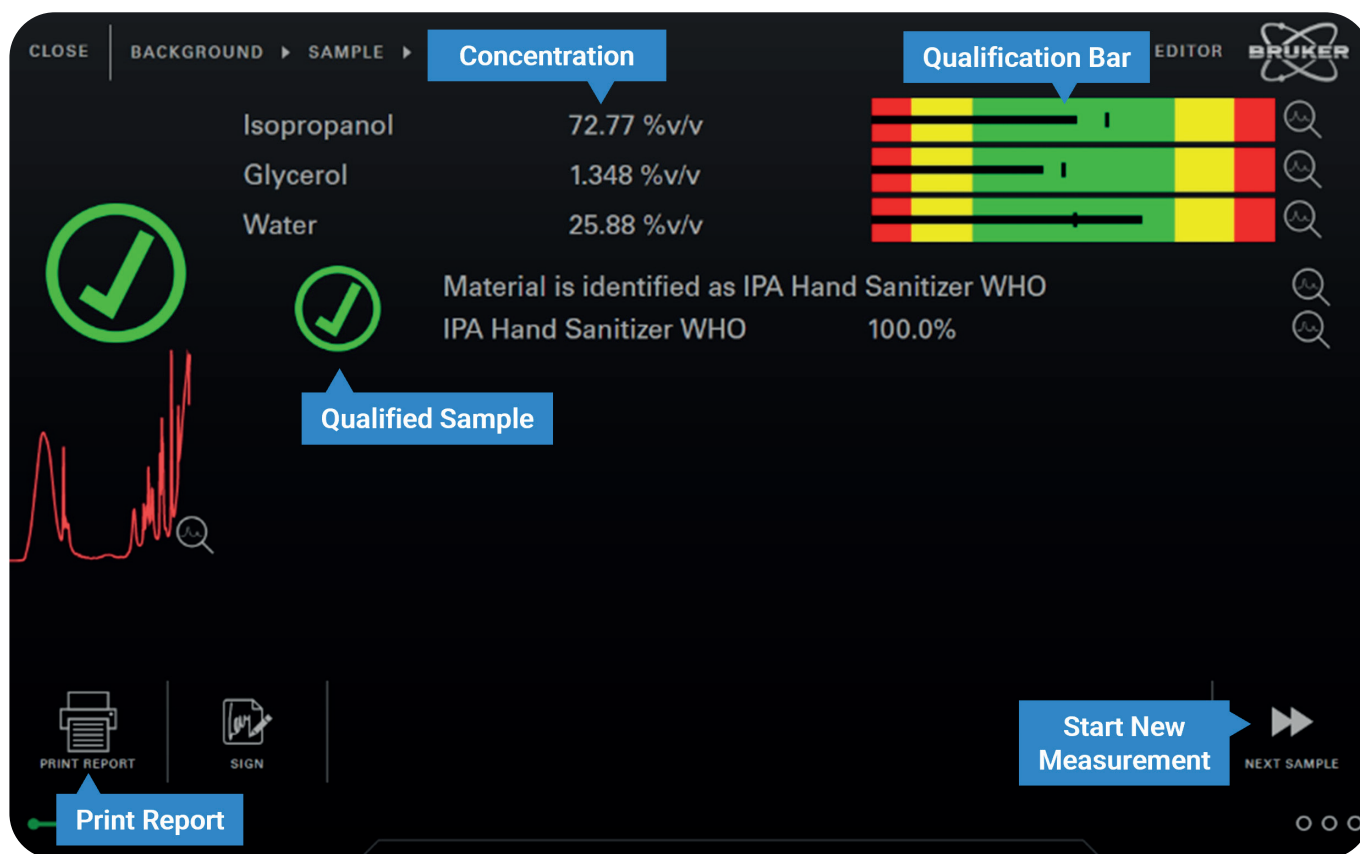 CLOSE
BACKGROUND
SAMPLE
Concentration
Qualification Bar
EDITOR
BRUKER
Isopropanol 72.77 %v/v
Glycerol 1.348 %v/v
Water 25.88 %v/v
Material is identified as IPA Hand Sanitizer WHO
IPA Hand Sanitizer WHO 100.0%
Qualified Sample
PRINT REPORT
SIGN
Start New
Measurement
NEXT SAMPLE
Print Report